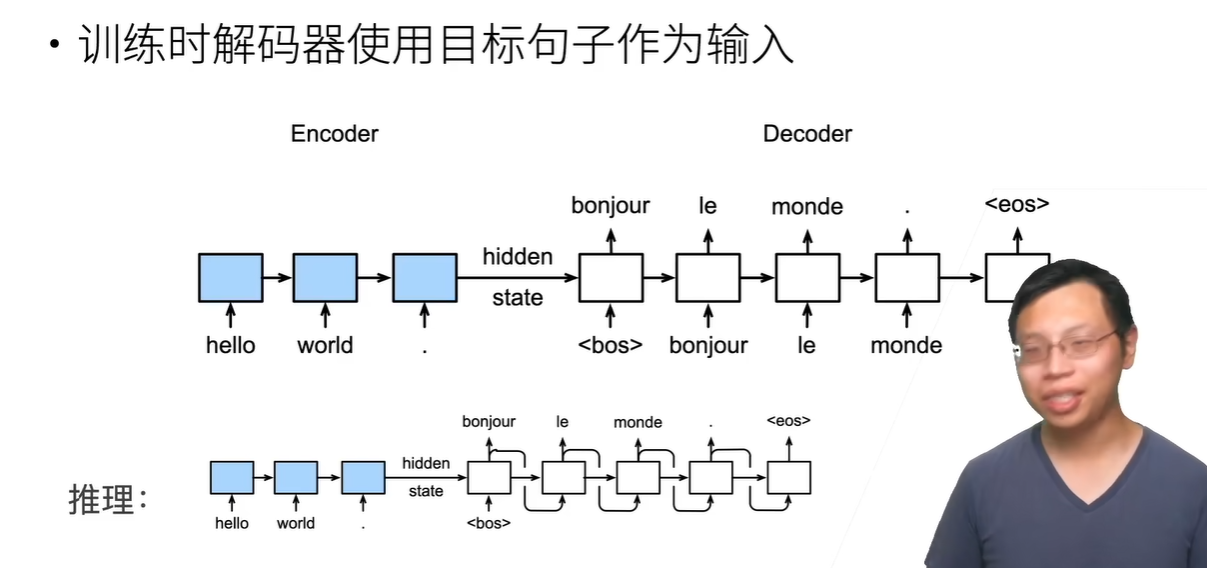 • 训练时解码器使用目标句子作为输入
Encoder Decoder
bonjour le monde . <eos>
hidden
state
hello world . <bos> bonjour le monde
bonjour le monde . <eos>
hidden
推理：
state
hello world . <bos>